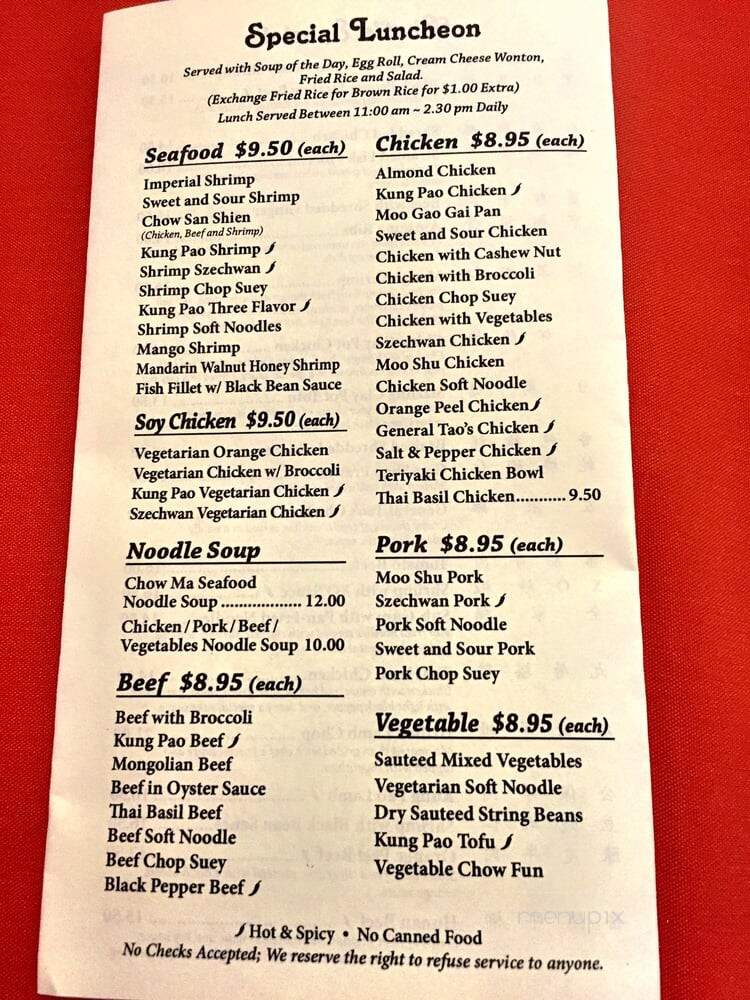 Special Luncheon
Served with Soup of the Day, Egg Roll, Cream Cheese Wonton,
Fried Rice and Salad.
(Exchange Fried Rice for Brown Rice for $1.00 Extra)
Lunch Served Between 11:00 am ~ 2.30 pm Daily
Seafood $9.50 (each)
Imperial Shrimp
Sweet and Sour Shrimp
Chow San Shien
(Chicken, Beef and Shrimp)
Kung Pao Shrimp
Shrimp Szechwan
Shrimp Chop Suey
Kung Pao Three Flavor
Shrimp Soft Noodles
Mango Shrimp
Mandarin Walnut Honey Shrimp
Fish Fillet w/ Black Bean Sauce
Soy Chicken $9.50 (each)
Vegetarian Orange Chicken
Vegetarian Chicken w/ Broccoli
Kung Pao Vegetarian Chicken
Szechwan Vegetarian Chicken
Noodle Soup
Chow Ma Seafood
Noodle Soup .................. 12.00
Chicken / Pork / Beef /
Vegetables Noodle Soup 10.00
Beef $8.95 (each)
Beef with Broccoli
Kung Pao Beef
Mongolian Beef
Beef in Oyster Sauce
Thai Basil Beef
Beef Soft Noodle
Beef Chop Suey
Black Pepper Beef
Chicken $8.95 (each)
Almond Chicken
Kung Pao Chicken
Moo Gao Gai Pan
Sweet and Sour Chicken
Chicken with Cashew Nut
Chicken with Broccoli
Chicken Chop Suey
Chicken with Vegetables
Szechwan Chicken
Moo Shu Chicken
Chicken Soft Noodle
Orange Peel Chicken
General Tao's Chicken
Salt & Pepper Chicken
Teriyaki Chicken Bowl
Thai Basil Chicken........... 9.50
Pork $8.95 (each)
Moo Shu Pork
Szechwan Pork
Pork Soft Noodle
Sweet and Sour Pork
Pork Chop Suey
Vegetable $8.95 (each)
Sauteed Mixed Vegetables
Vegetarian Soft Noodle
Dry Sauteed String Beans
Kung Pao Tofu
Vegetable Chow Fun
Hot & Spicy • No Canned Food
No Checks Accepted; We reserve the right to refuse service to anyone.
menupix